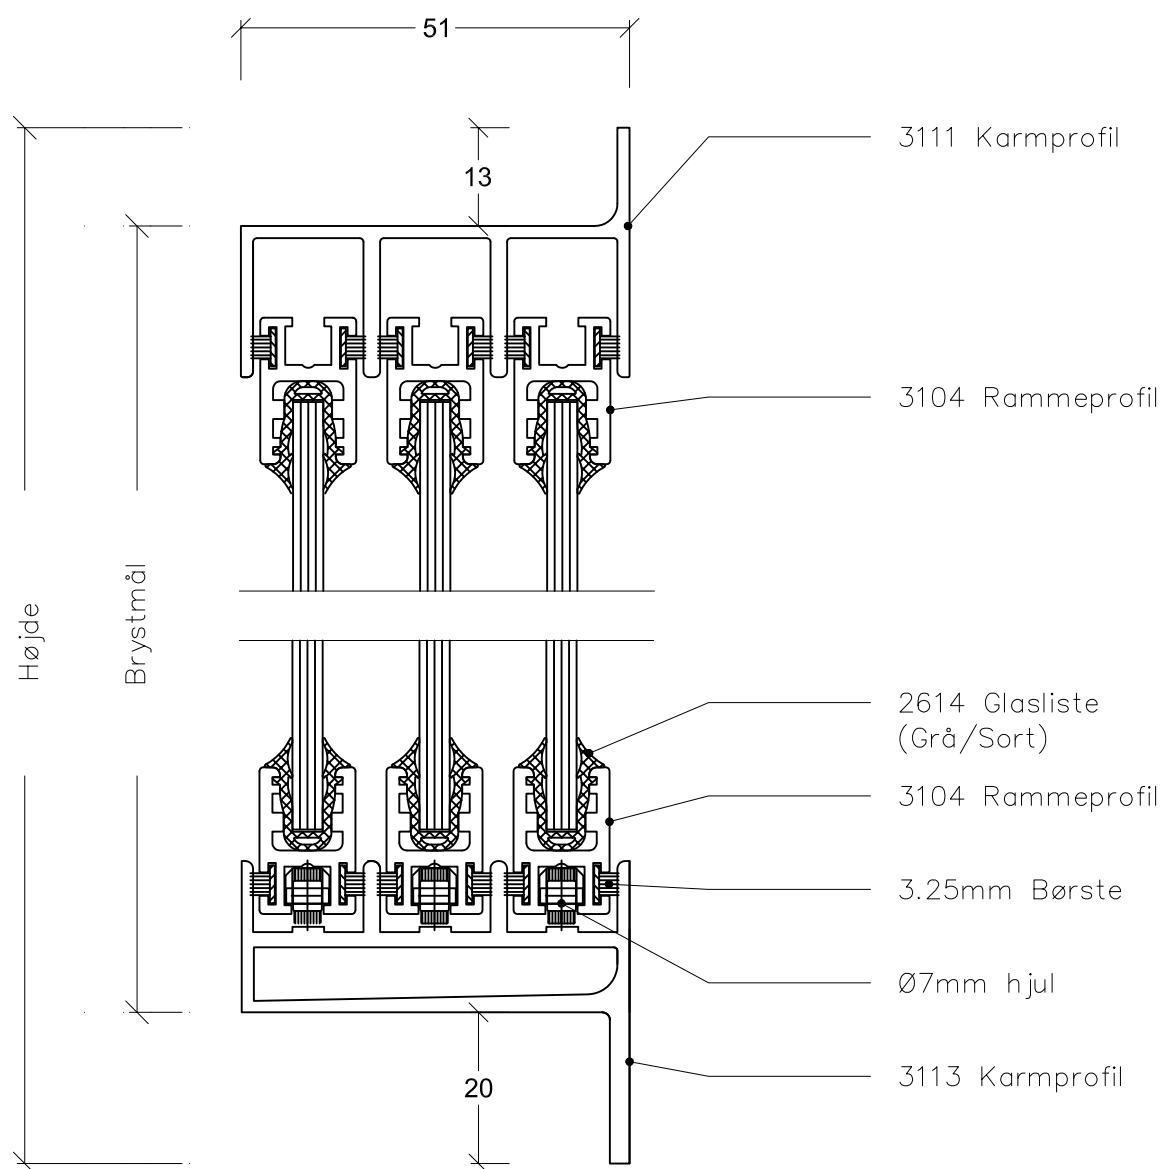 51
3111 Karmprofil
13
3104 Rammeprofil
Højde
Brystmål
2614 Glasliste
(Grå/Sort)
3104 Rammeprofil
3.25mm Børste
Ø7mm hjul
3113 Karmprofil
20